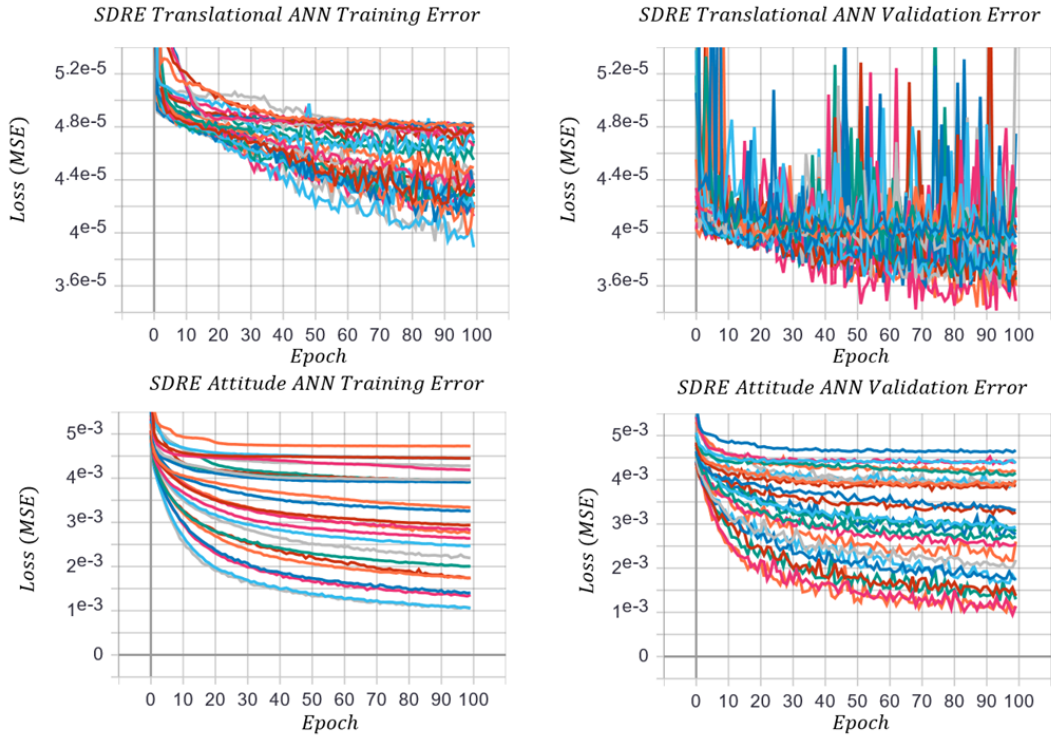 SDRE Translational ANN Training Error
5.2e-5
4.8e-5
4.4e-5
4e-5
3.6e-5
Loss (MSE)
0 10 20 30 40 50 60 70 80 90 100
Epoch
SDRE Translational ANN Validation Error
5.2e-5
4.8e-5
4.4e-5
4e-5
3.6e-5
Loss (MSE)
0 10 20 30 40 50 60 70 80 90 100
Epoch
SDRE Attitude ANN Training Error
5e-3
4e-3
3e-3
2e-3
1e-3
0
Loss (MSE)
0 10 20 30 40 50 60 70 80 90 100
Epoch
SDRE Attitude ANN Validation Error
5e-3
4e-3
3e-3
2e-3
1e-3
0
Loss (MSE)
0 10 20 30 40 50 60 70 80 90 100
Epoch